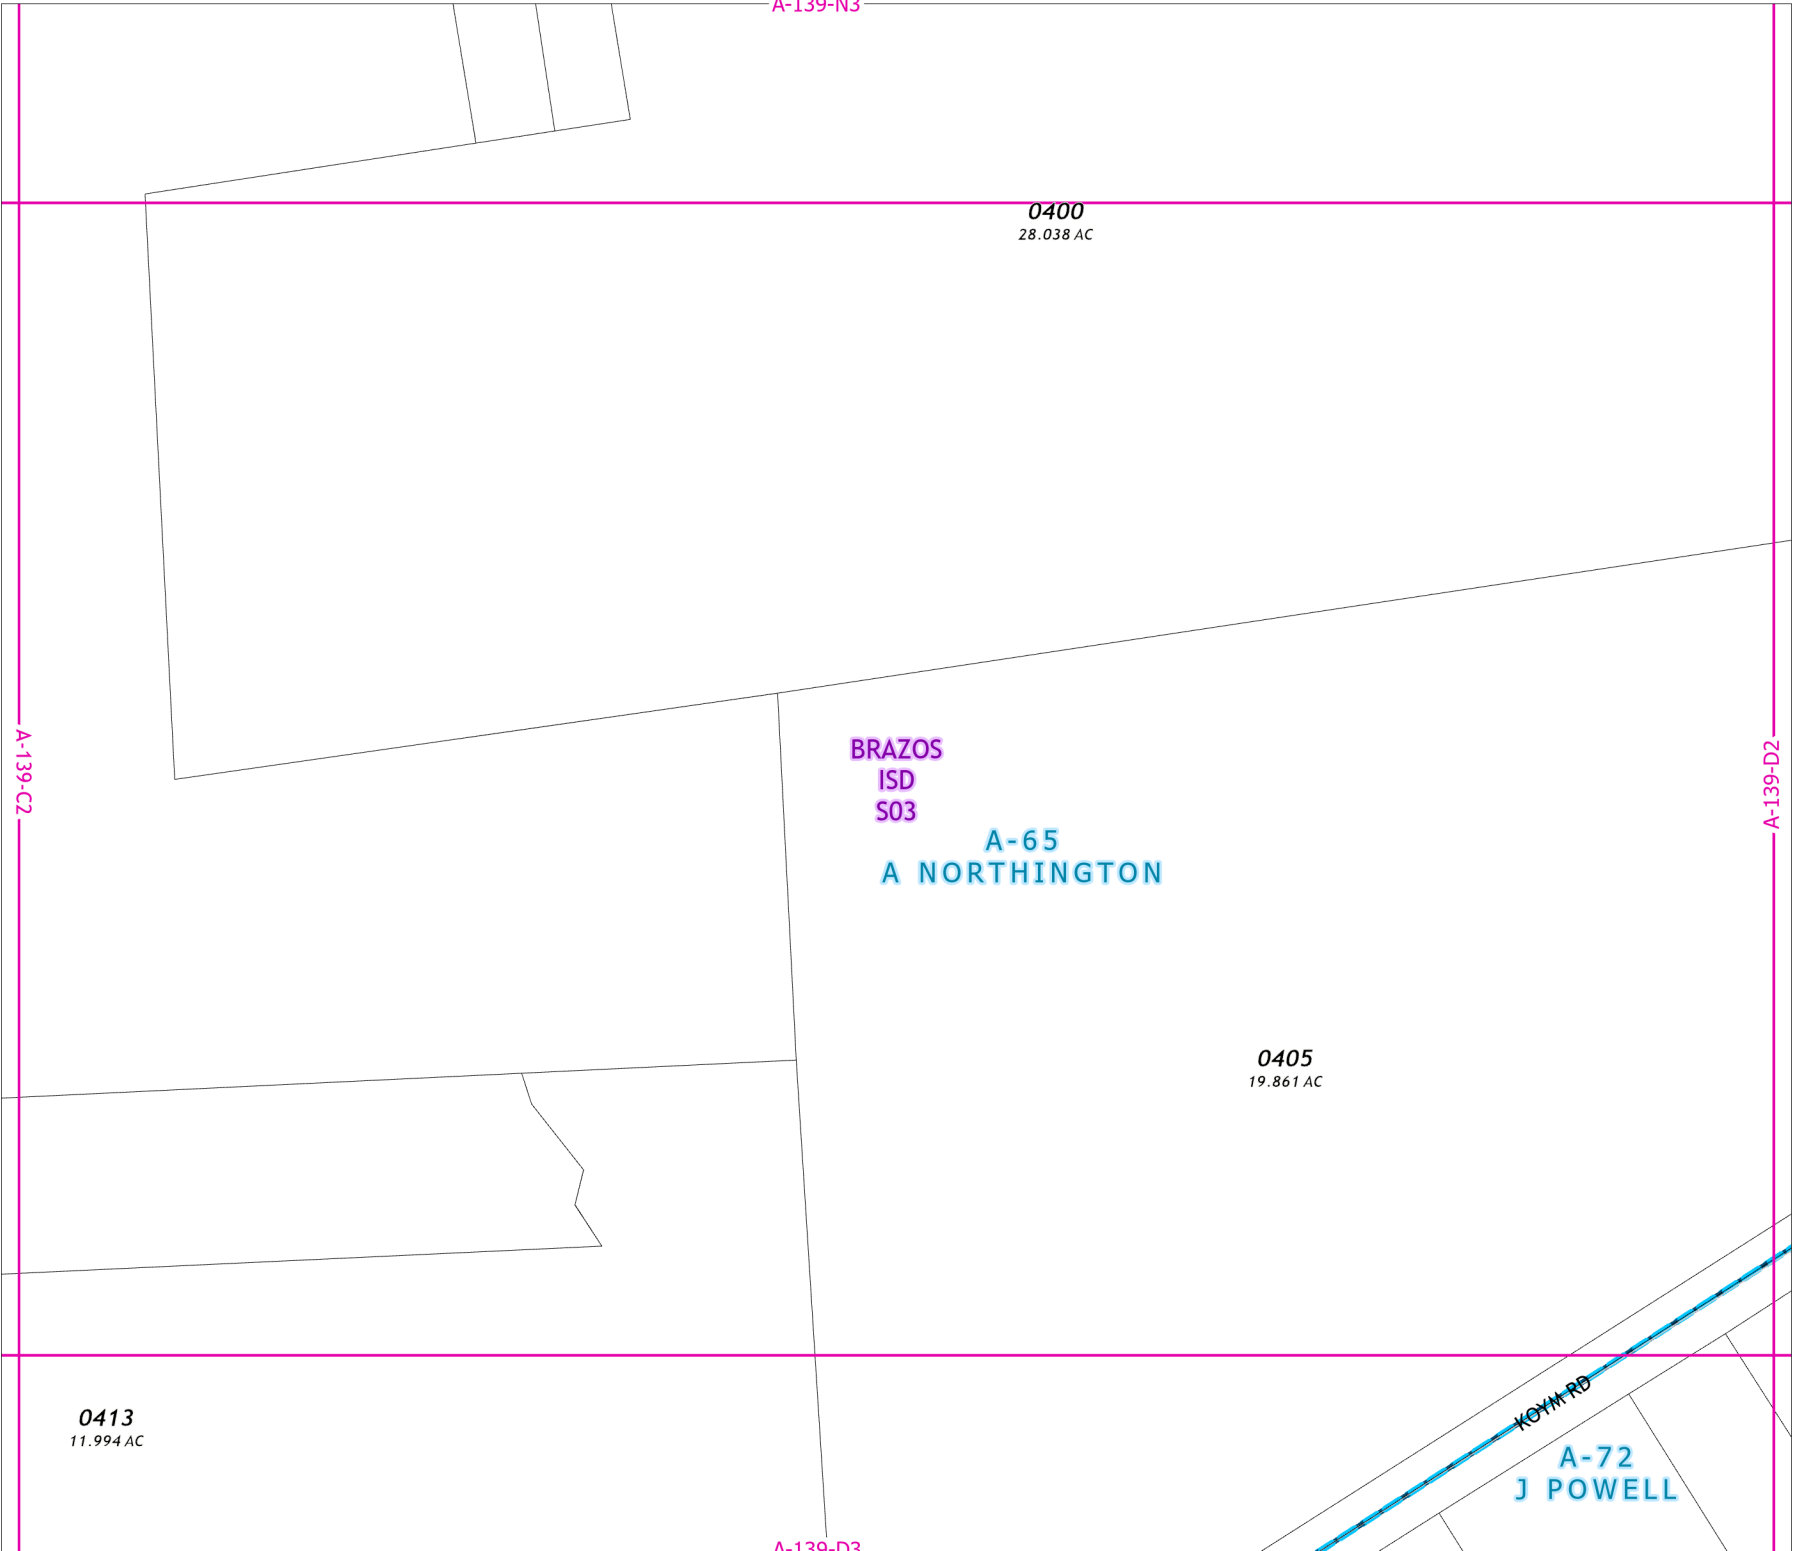 A-139-N3
0400
28.038 AC
A-139-C2
A-139-D2
BRAZOS
ISD
S03
A-65
A NORTHINGTON
0405
19.861 AC
KOYM RD
0413
11.994 AC
A-72
J POWELL
A-139-D3